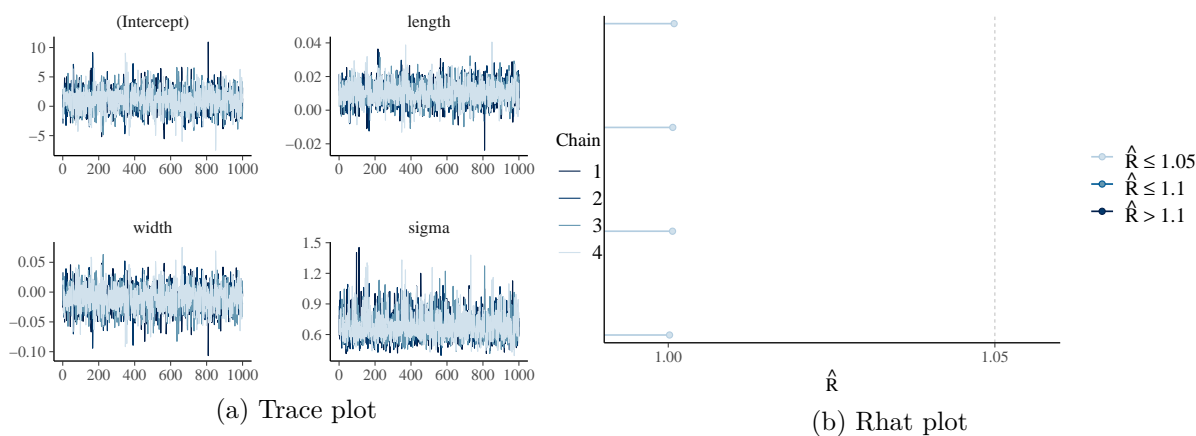 (Intercept)
10
5
0
−5
0 200 400 600 800 1000
length
0.04
0.02
0.00
−0.02
0 200 400 600 800 1000
width
0.05
0.00
−0.05
−0.10
0 200 400 600 800 1000
sigma
1.5
1.2
0.9
0.6
0 200 400 600 800 1000
Chain
1
2
3
4
(a) Trace plot
1.00 1.05
R̂
R̂ ≤ 1.05
R̂ ≤ 1.1
R̂ > 1.1
(b) Rhat plot